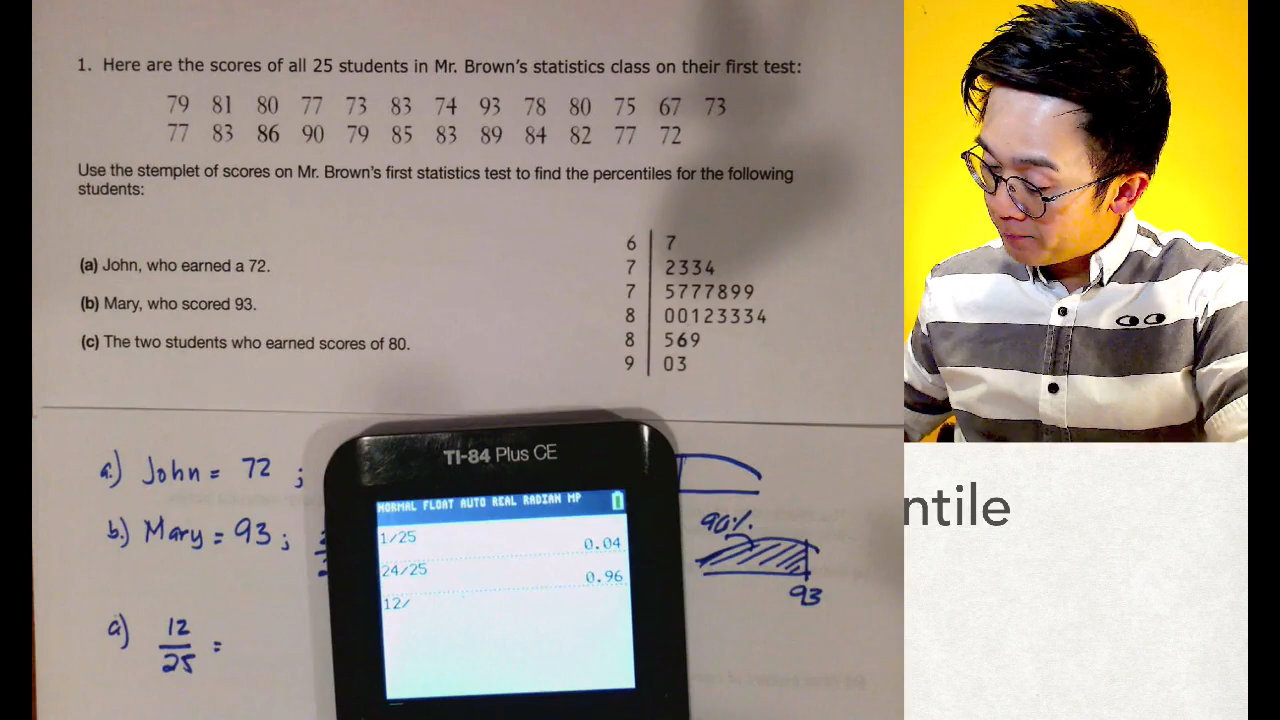 1. Here are the scores of all 25 students in Mr. Brown's statistics class on their first test:
79 81 80 77 73 83 74 93 78 80 75 67 73
77 83 86 90 79 85 83 89 84 82 77 72
Use the stemplet of scores on Mr. Brown's first statistics test to find the percentiles for the following
students:
6 | 7
(a) John, who earned a 72.
7 | 2334
7 | 5777899
(b) Mary, who scored 93.
8 | 00123334
(c) The two students who earned scores of 80.
8 | 569
9 | 03
a.) John = 72 ;
b.) Mary = 93 ;
96%
93
a) 12
25 =
TI-84 Plus CE
NORMAL FLOAT AUTO REAL RADIAN MP
1/25
0.04
24/25
0.96
12/
ntile